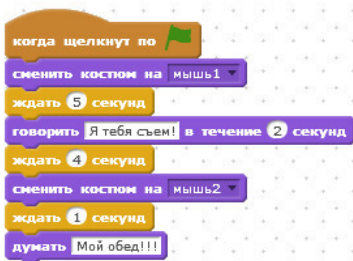 когда щелкнут по
сменить костюм на мышь1
ждать 5 секунд
говорить Я тебя съем! в течение 2 секунд
ждать 4 секунд
сменить костюм на мышь2
ждать 1 секунд
думать Мой обед!!!